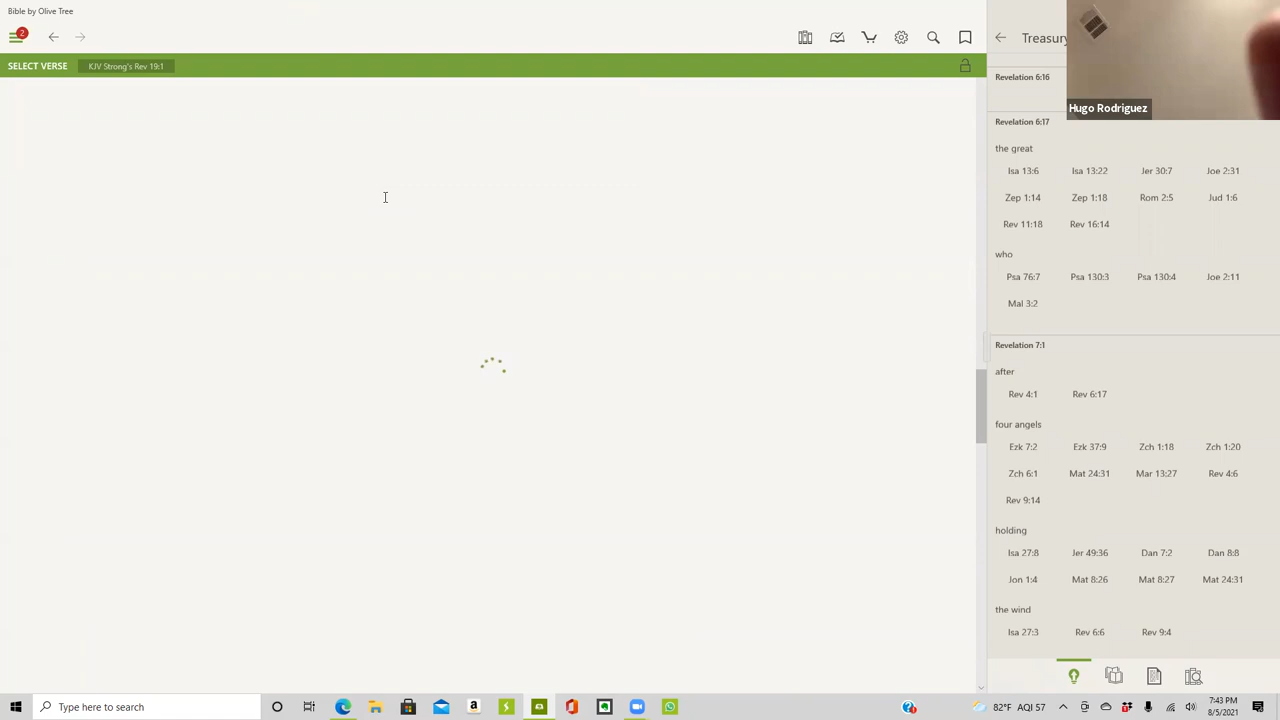 Bible by Olive Tree
2
SELECT VERSE KJV Strong's Rev 19:1
Treasury
Hugo Rodriguez
Revelation 6:16
Revelation 6:17
the great
Isa 13:6 Isa 13:22 Jer 30:7 Joe 2:31
Zep 1:14 Zep 1:18 Rom 2:5 Jud 1:6
Rev 11:18 Rev 16:14
who
Psa 76:7 Psa 130:3 Psa 130:4 Joe 2:11
Mal 3:2
Revelation 7:1
after
Rev 4:1 Rev 6:17
four angels
Ezk 7:2 Ezk 37:9 Zch 1:18 Zch 1:20
Zch 6:1 Mat 24:31 Mar 13:27 Rev 4:6
Rev 9:14
holding
Isa 27:8 Jer 49:36 Dan 7:2 Dan 8:8
Jon 1:4 Mat 8:26 Mat 8:27 Mat 24:31
the wind
Isa 27:3 Rev 6:6 Rev 9:4
Type here to search
82°F AQI 57
7:43 PM
8/5/2021